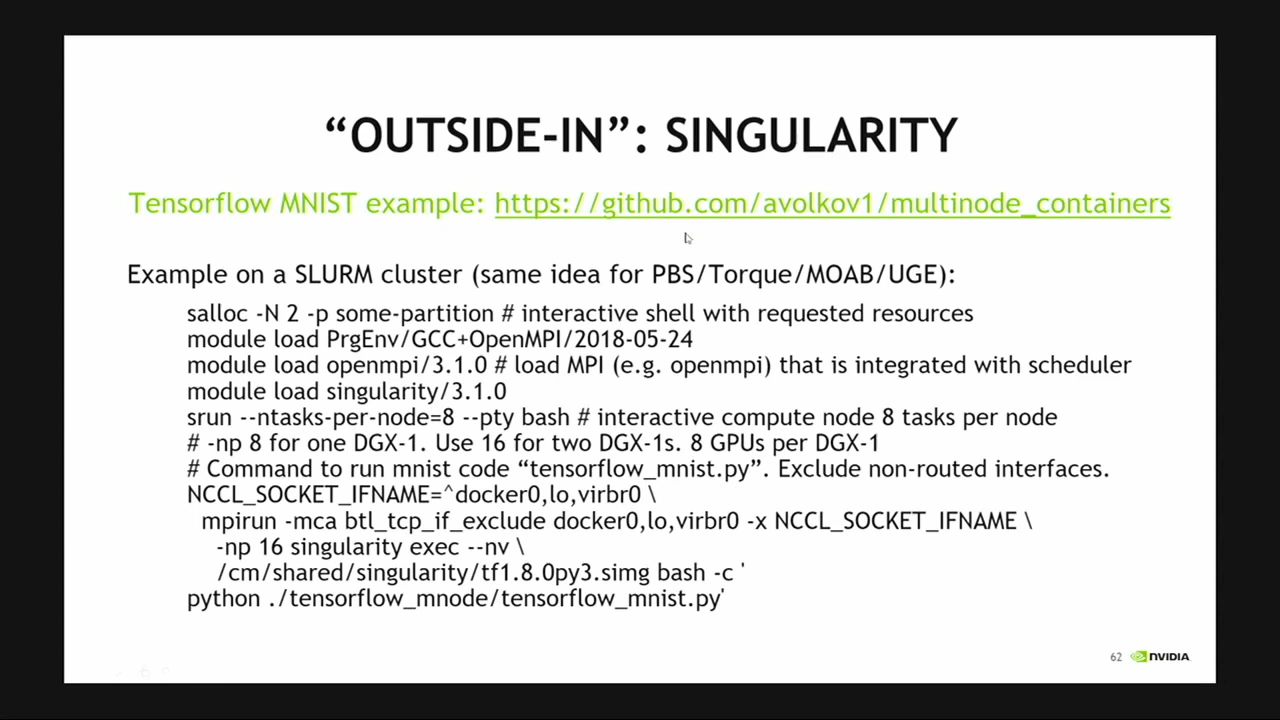 “OUTSIDE-IN”: SINGULARITY
Tensorflow MNIST example: https://github.com/avolkov1/multinode_containers
Example on a SLURM cluster (same idea for PBS/Torque/MOAB/UGE):
salloc -N 2 -p some-partition # interactive shell with requested resources
module load PrgEnv/GCC+OpenMPI/2018-05-24
module load openmpi/3.1.0 # load MPI (e.g. openmpi) that is integrated with scheduler
module load singularity/3.1.0
srun --ntasks-per-node=8 --pty bash # interactive compute node 8 tasks per node
# -np 8 for one DGX-1. Use 16 for two DGX-1s. 8 GPUs per DGX-1
# Command to run mnist code “tensorflow_mnist.py”. Exclude non-routed interfaces.
NCCL_SOCKET_IFNAME=^docker0,lo,virbr0 \
mpirun -mca btl_tcp_if_exclude docker0,lo,virbr0 -x NCCL_SOCKET_IFNAME \
-np 16 singularity exec --nv \
/cm/shared/singularity/tf1.8.0py3.simg bash -c '
python ./tensorflow_mnode/tensorflow_mnist.py'
62 NVIDIA